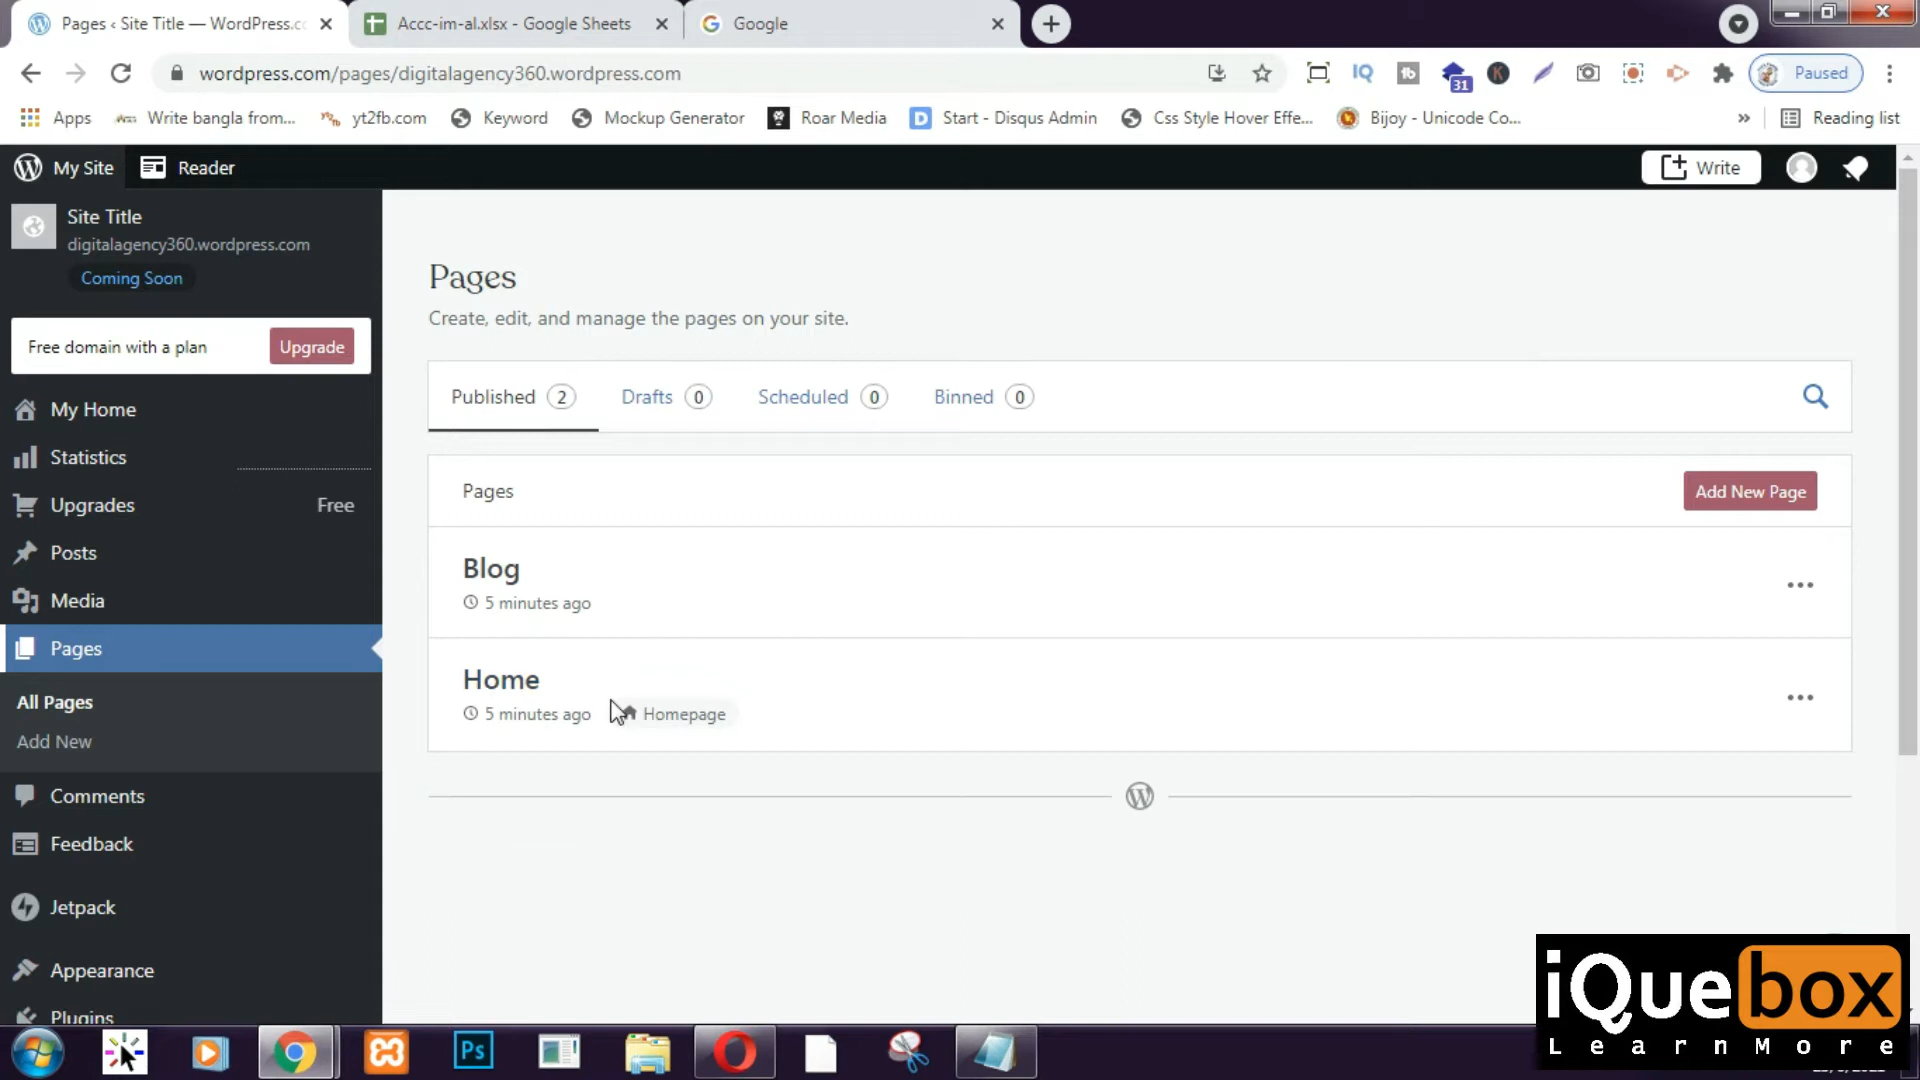 Pages ‹ Site Title — WordPress.c
Accc-im-al.xlsx - Google Sheets
Google
wordpress.com/pages/digitalagency360.wordpress.com
IQ
31
K
Paused
Apps
Write bangla from...
yt2fb.com
Keyword
Mockup Generator
Roar Media
D
Start - Disqus Admin
Css Style Hover Effe...
Bijoy - Unicode Co...
»
Reading list
My Site
Reader
Write
Site Title
digitalagency360.wordpress.com
Coming Soon
Free domain with a plan
Upgrade
My Home
Statistics
Upgrades
Free
Posts
Media
Pages
All Pages
Add New
Comments
Feedback
Jetpack
Appearance
Plugins
Pages
Create, edit, and manage the pages on your site.
Published 2
Drafts 0
Scheduled 0
Binned 0
Pages
Add New Page
Blog
5 minutes ago
Home
5 minutes ago
Homepage
Ps
iQuebox
LearnMore